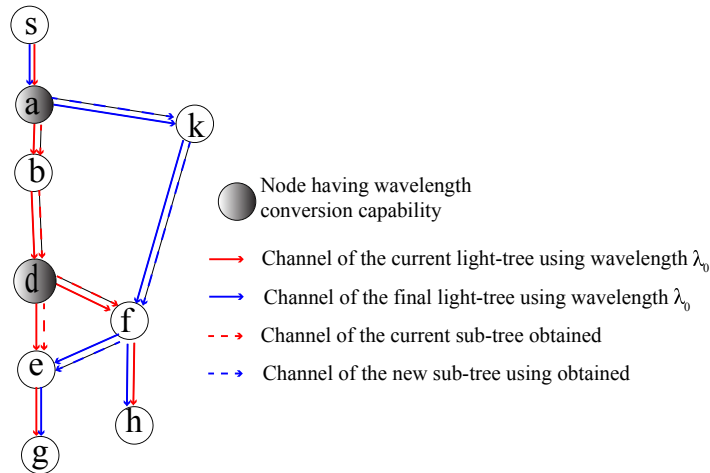 s
a
k
b
d
f
e
h
g
Node having wavelength
conversion capability
Channel of the current light-tree using wavelength λ₀
Channel of the final light-tree using wavelength λ₀
Channel of the current sub-tree obtained
Channel of the new sub-tree using obtained